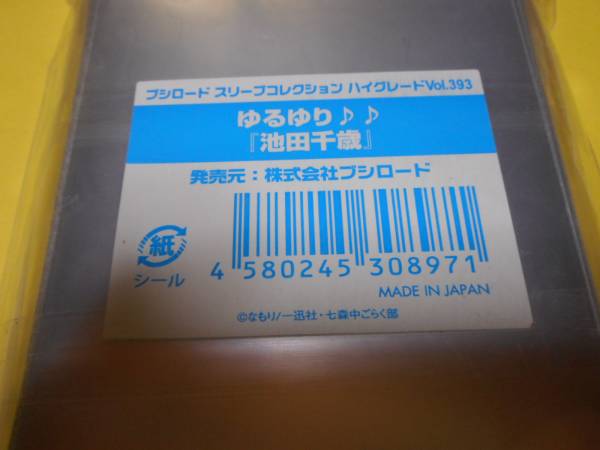 ブシロード スリーブコレクション ハイグレードVol.393
ゆるゆり♪♪
『池田千歳』
発売元：株式会社ブシロード
紙
シール
4 580245 308971
MADE IN JAPAN
©なもり/一迅社・七森中ごらく部